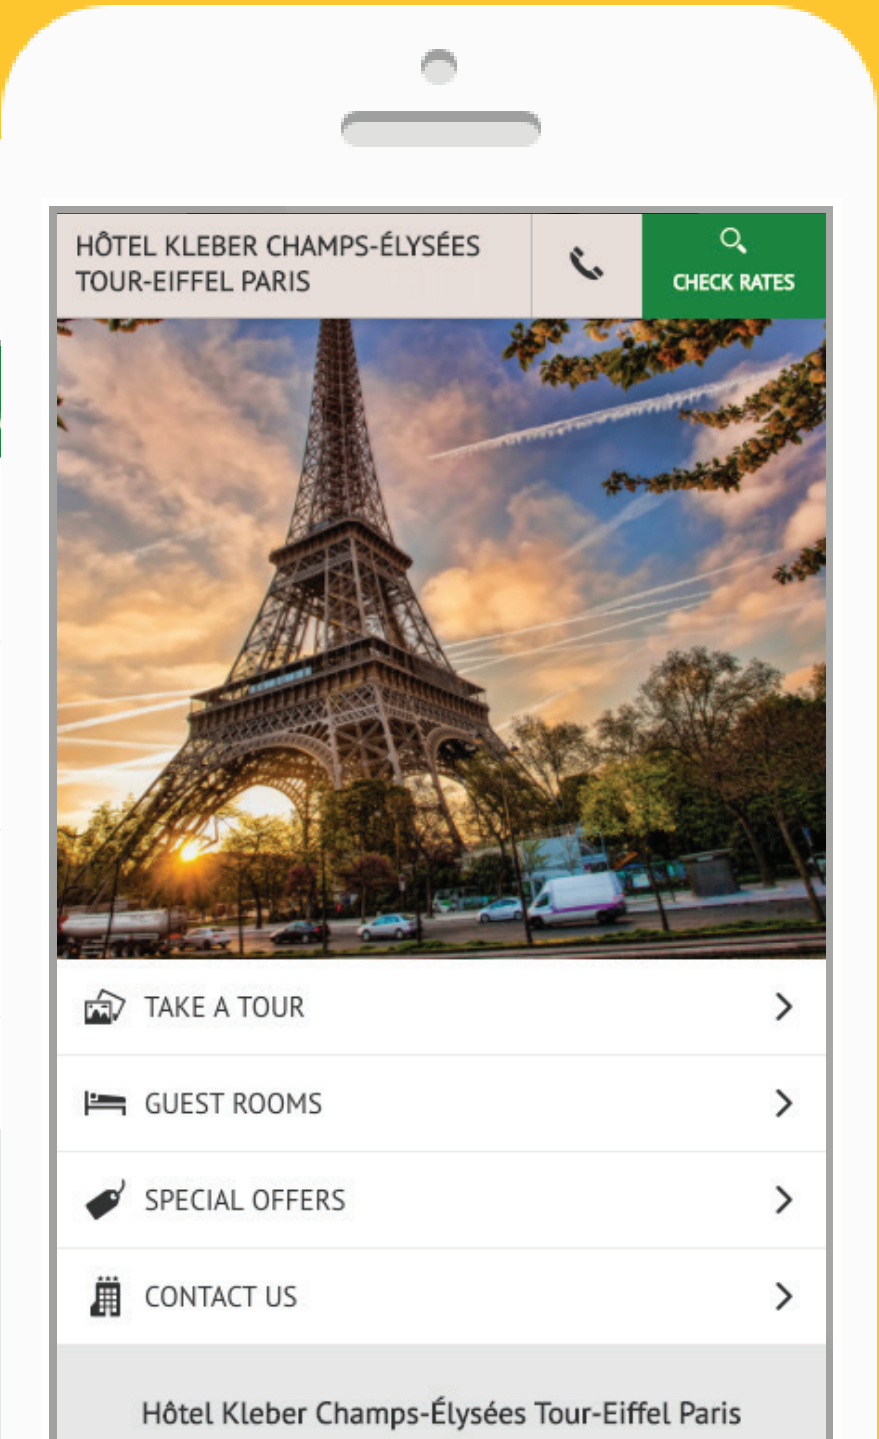 HÔTEL KLEBER CHAMPS-ÉLYSÉES
TOUR-EIFFEL PARIS
CHECK RATES
TAKE A TOUR
GUEST ROOMS
SPECIAL OFFERS
CONTACT US
Hôtel Kleber Champs-Élysées Tour-Eiffel Paris